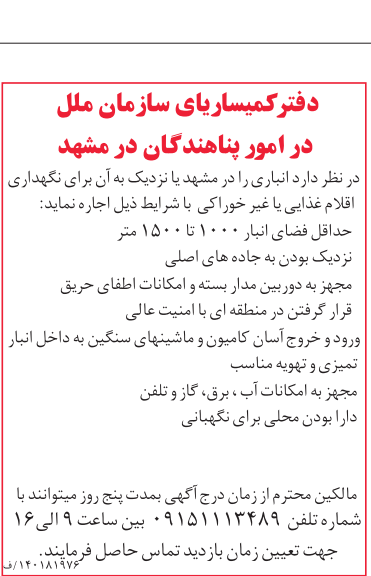 دفتر کمیساریای سازمان ملل
در امور پناهندگان در مشهد
در نظر دارد انباری را در مشهد یا نزدیک به آن برای نگهداری
اقلام غذایی یا غیر خوراکی با شرایط ذیل اجاره نماید:
حداقل فضای انبار ۱۰۰۰ تا ۱۵۰۰ متر
نزدیک بودن به جاده های اصلی
مجهز به دوربین مدار بسته و امکانات اطفای حریق
قرار گرفتن در منطقه ای با امنیت عالی
ورود و خروج آسان کامیون و ماشینهای سنگین به داخل انبار
تمیزی و تهویه مناسب
مجهز به امکانات آب ، برق، گاز و تلفن
دارا بودن محلی برای نگهبانی
مالکین محترم از زمان درج آگهی بمدت پنج روز میتوانند با
شماره تلفن ۰۹۱۵۱۱۱۳۴۸۹ بین ساعت ۹ الی ۱۶
جهت تعیین زمان بازدید تماس حاصل فرمایند.
۱۴۰۱۸۱۹۷۶/ف